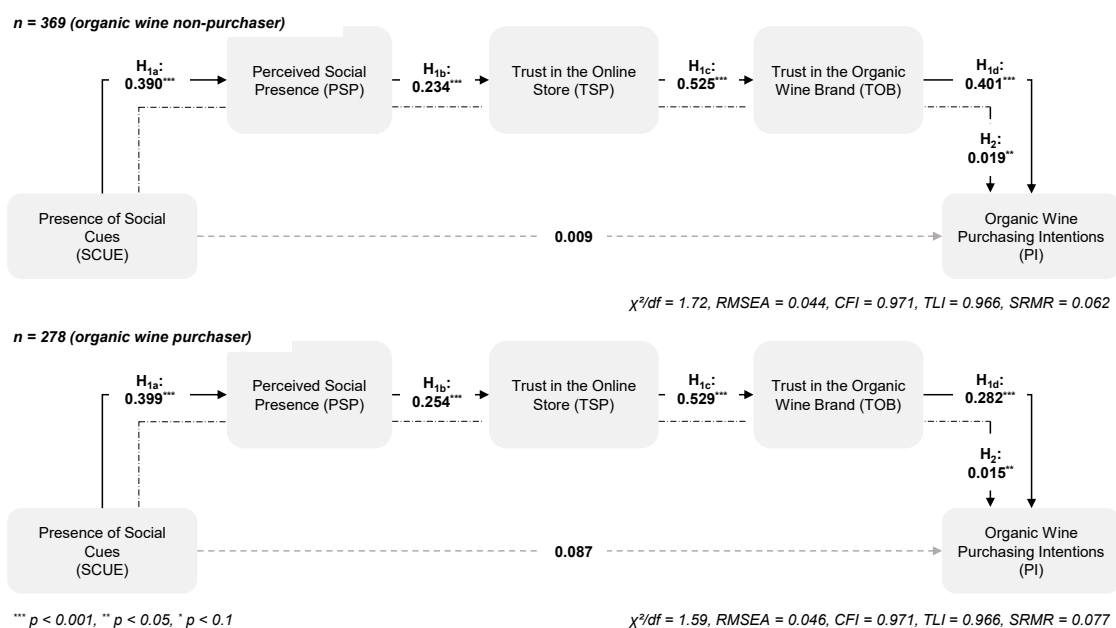 n = 369 (organic wine non-purchaser)
H1a:
0.390***
Perceived Social
Presence (PSP)
H1b:
0.234***
Trust in the Online
Store (TSP)
H1c:
0.525***
Trust in the Organic
Wine Brand (TOB)
H1d:
0.401***
H2:
0.019**
Presence of Social
Cues
(SCUE)
0.009
Organic Wine
Purchasing Intentions
(PI)
χ²/df = 1.72, RMSEA = 0.044, CFI = 0.971, TLI = 0.966, SRMR = 0.062
n = 278 (organic wine purchaser)
H1a:
0.399***
Perceived Social
Presence (PSP)
H1b:
0.254***
Trust in the Online
Store (TSP)
H1c:
0.529***
Trust in the Organic
Wine Brand (TOB)
H1d:
0.282***
H2:
0.015**
Presence of Social
Cues
(SCUE)
0.087
Organic Wine
Purchasing Intentions
(PI)
*** p < 0.001, ** p < 0.05, * p < 0.1
χ²/df = 1.59, RMSEA = 0.046, CFI = 0.971, TLI = 0.966, SRMR = 0.077